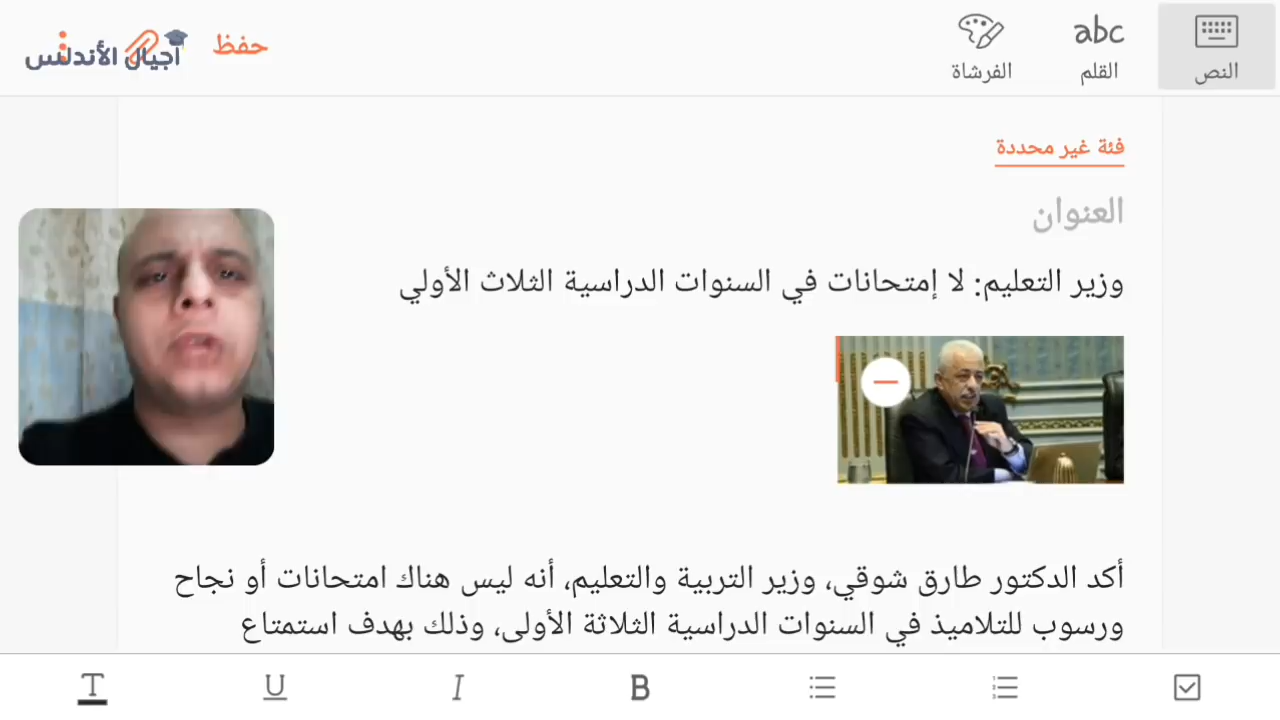 النص
abc
القلم
الفرشاة
حفظ
أجيال الأندلس
فئة غير محددة
العنوان
وزير التعليم: لا إمتحانات في السنوات الدراسية الثلاث الأولي
أكد الدكتور طارق شوقي، وزير التربية والتعليم، أنه ليس هناك امتحانات أو نجاح
ورسوب للتلاميذ في السنوات الدراسية الثلاثة الأولى، وذلك بهدف استمتاع
T U I B